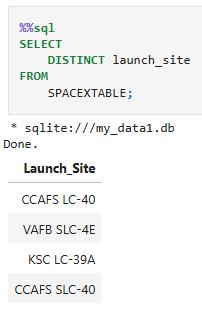 %%sql
SELECT
    DISTINCT launch_site
FROM
    SPACEXTABLE;
* sqlite:///my_data1.db
Done.
Launch_Site
CCAFS LC-40
VAFB SLC-4E
KSC LC-39A
CCAFS SLC-40